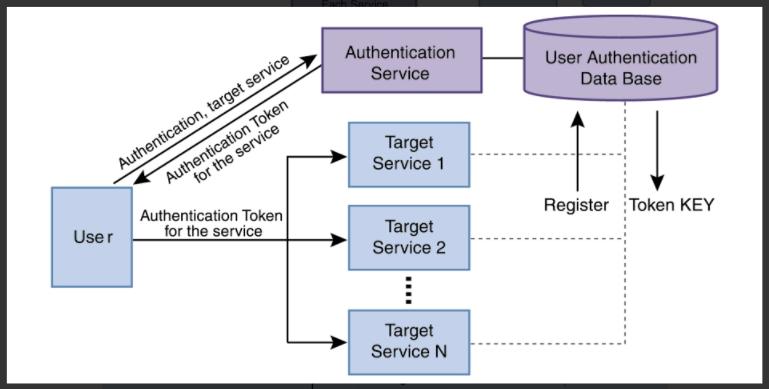 Each Service
Authentication
Service
User Authentication
Data Base
Authentication, target service
Authentication Token
for the service
Target
Service 1
Register
Token KEY
User
Authentication Token
for the service
Target
Service 2
Target
Service N